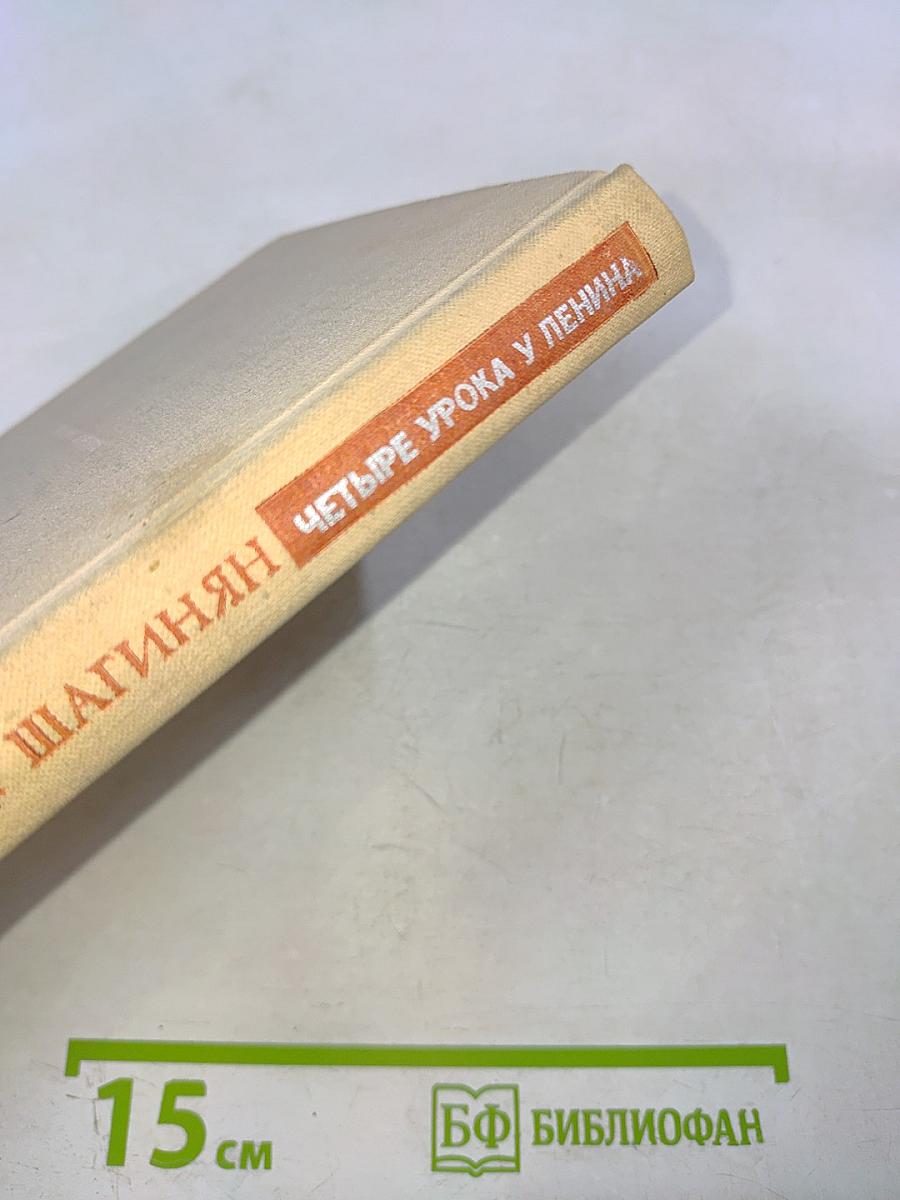 ШАГИНЯН ЧЕТЫРЕ УРОКА У ЛЕНИНА
15 см
БФ БИБЛИОФАН